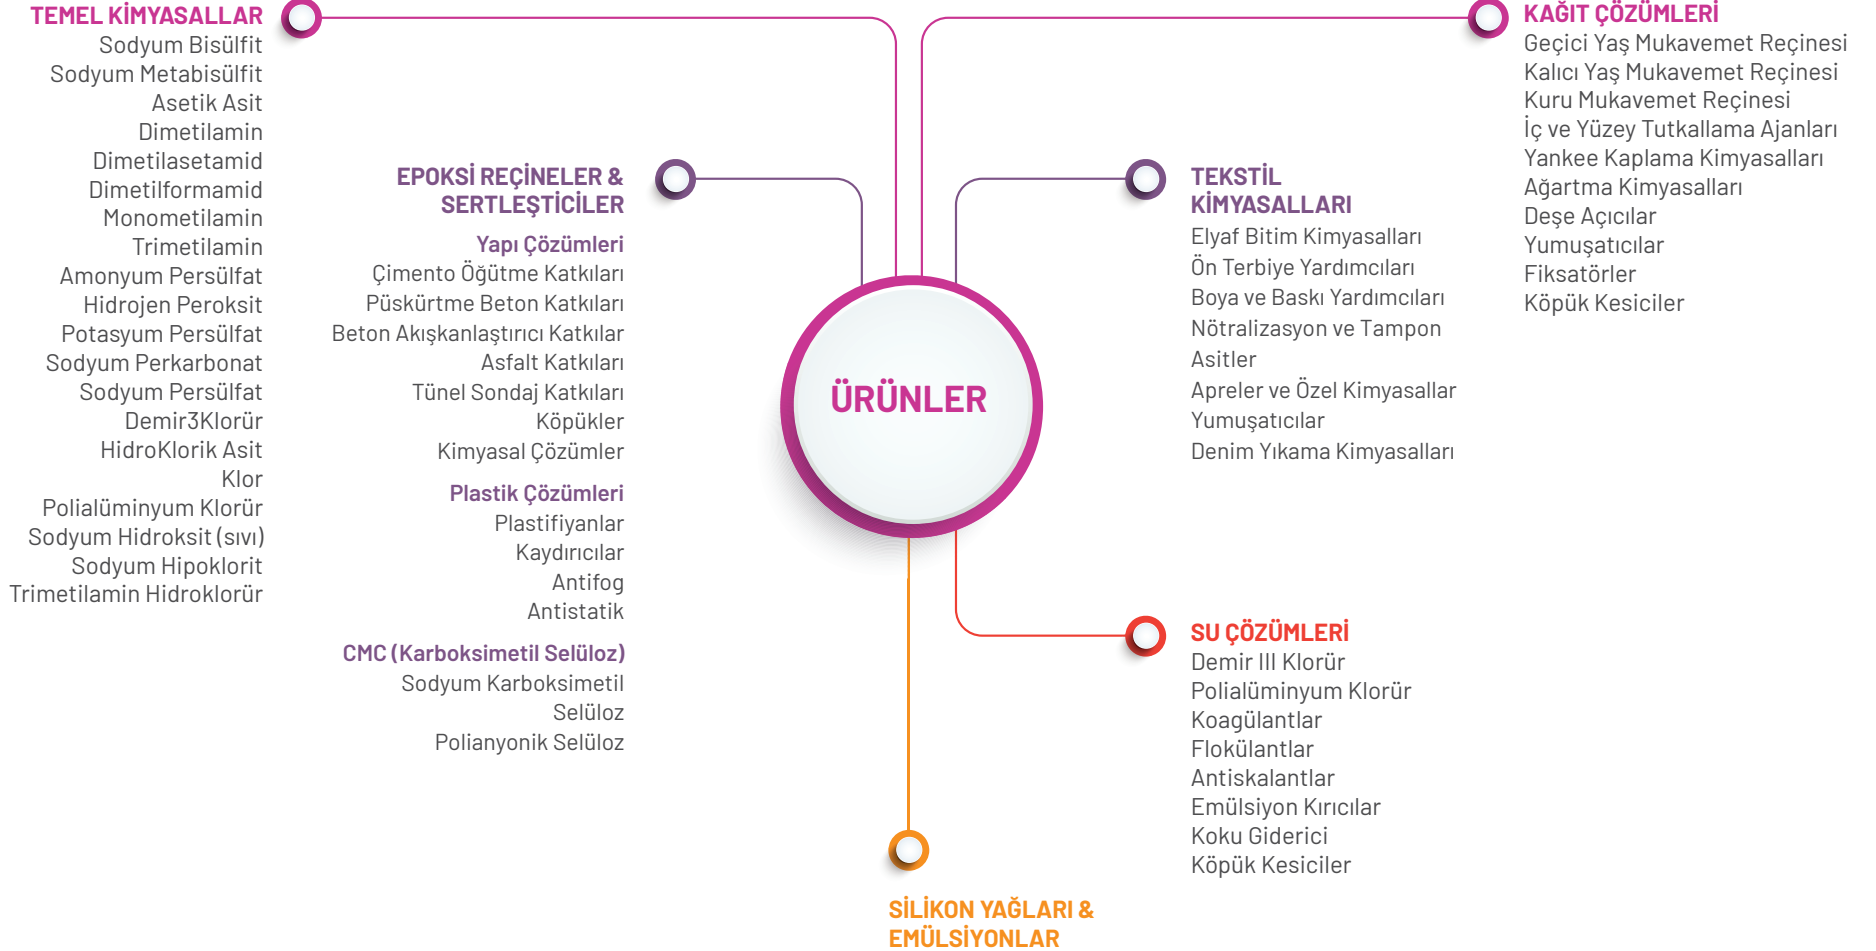 TEMEL KİMYASALLAR
Sodyum Bisülfit
Sodyum Metabisülfit
Asetik Asit
Dimetilamin
Dimetilasetamid
Dimetilformamid
Monometilamin
Trimetilamin
Amonyum Persülfat
Hidrojen Peroksit
Potasyum Persülfat
Sodyum Perkarbonat
Sodyum Persülfat
Demir3Klorür
HidroKlorik Asit
Klor
Polialüminyum Klorür
Sodyum Hidroksit (sıvı)
Sodyum Hipoklorit
Trimetilamin Hidroklorür
EPOKSİ REÇİNELER &
SERTLEŞTİCİLER
Yapı Çözümleri
Çimento Öğütme Katkıları
Püskürtme Beton Katkıları
Beton Akışkanlaştırıcı Katkılar
Asfalt Katkıları
Tünel Sondaj Katkıları
Köpükler
Kimyasal Çözümler
Plastik Çözümleri
Plastifiyanlar
Kaydırıcılar
Antifog
Antistatik
CMC (Karboksimetil Selüloz)
Sodyum Karboksimetil
Selüloz
Polianyonik Selüloz
ÜRÜNLER
TEKSTİL
KİMYASALLARI
Elyaf Bitim Kimyasalları
Ön Terbiye Yardımcıları
Boya ve Baskı Yardımcıları
Nötralizasyon ve Tampon
Asitler
Apreler ve Özel Kimyasallar
Yumuşatıcılar
Denim Yıkama Kimyasalları
KAĞIT ÇÖZÜMLERİ
Geçici Yaş Mukavemet Reçinesi
Kalıcı Yaş Mukavemet Reçinesi
Kuru Mukavemet Reçinesi
İç ve Yüzey Tutkallama Ajanları
Yankee Kaplama Kimyasalları
Ağartma Kimyasalları
Deşe Açıcılar
Yumuşatıcılar
Fiksatörler
Köpük Kesiciler
SU ÇÖZÜMLERİ
Demir III Klorür
Polialüminyum Klorür
Koagülantlar
Flokülantlar
Antiskalantlar
Emülsiyon Kırıcılar
Koku Giderici
Köpük Kesiciler
SİLİKON YAĞLARI &
EMÜLSİYONLAR